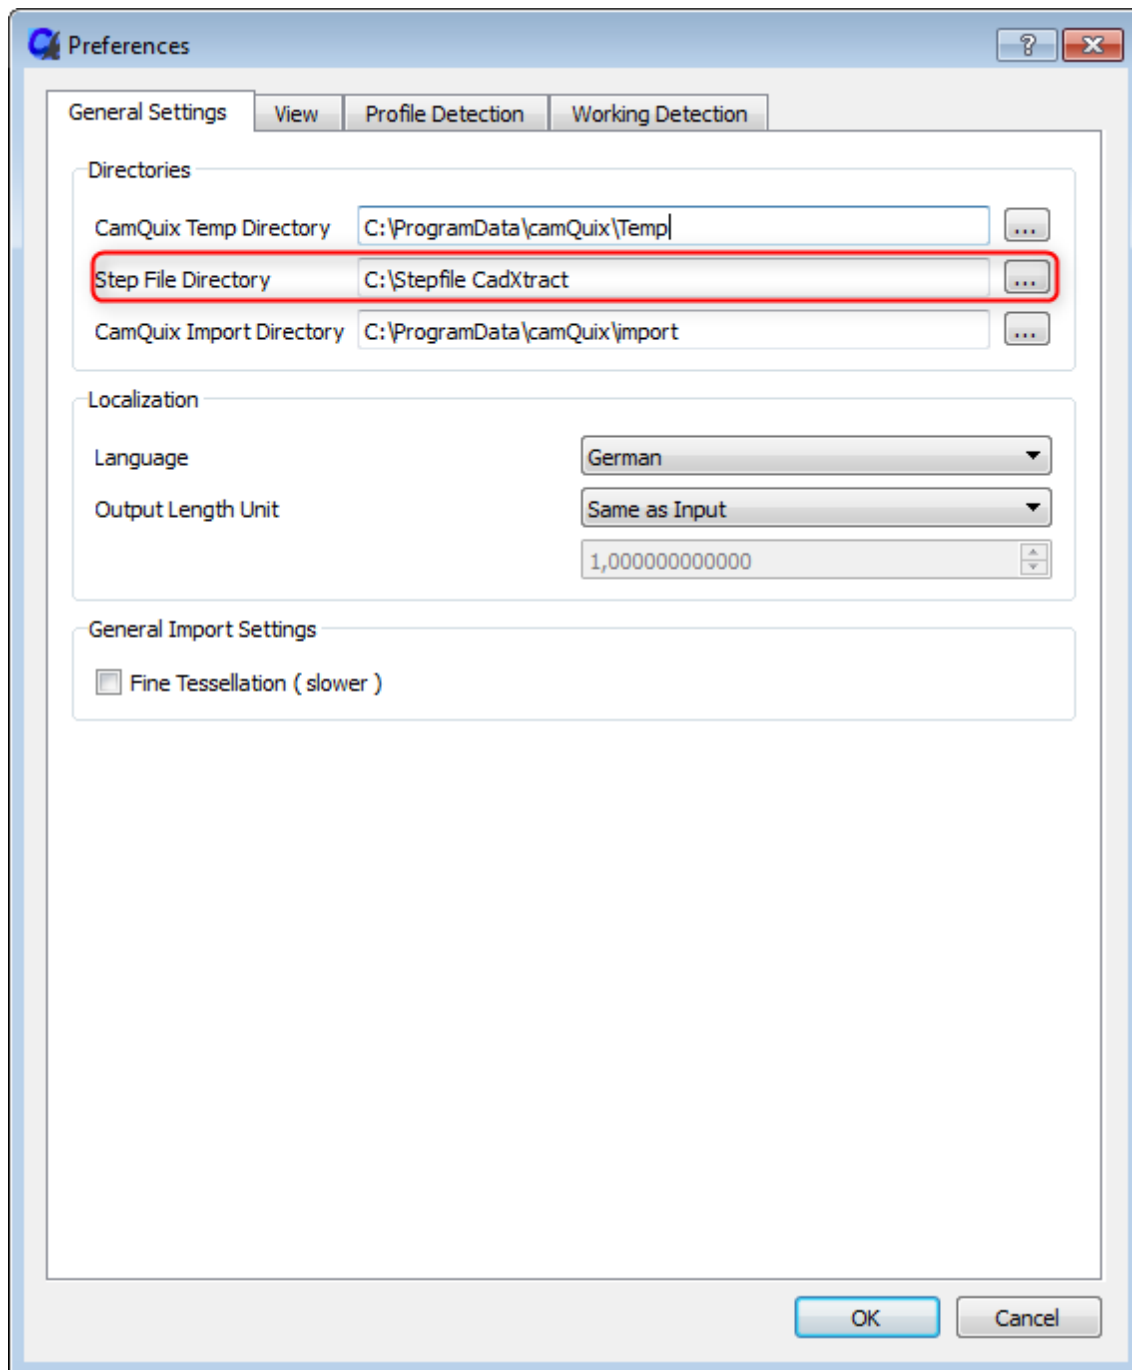 Preferences
General Settings View Profile Detection Working Detection
Directories
CamQuix Temp Directory C:\ProgramData\camQuix\Temp ...
Step File Directory C:\Stepfile CadXtract ...
CamQuix Import Directory C:\ProgramData\camQuix\import ...
Localization
Language German
Output Length Unit Same as Input
1,000000000000
General Import Settings
Fine Tessellation ( slower )
OK Cancel